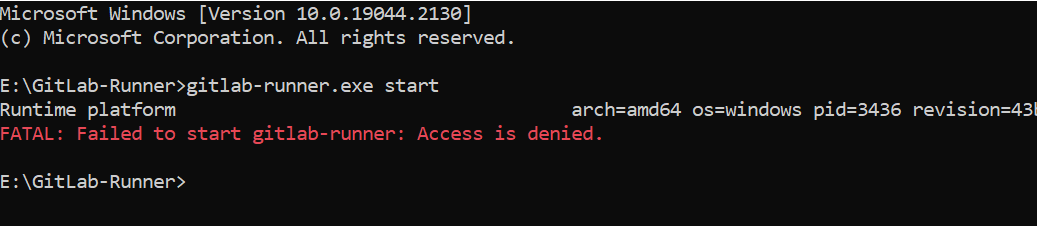 Microsoft Windows [Version 10.0.19044.2130]
(c) Microsoft Corporation. All rights reserved.
E:\GitLab-Runner>gitlab-runner.exe start
Runtime platform arch=amd64 os=windows pid=3436 revision=43b
FATAL: Failed to start gitlab-runner: Access is denied.
E:\GitLab-Runner>